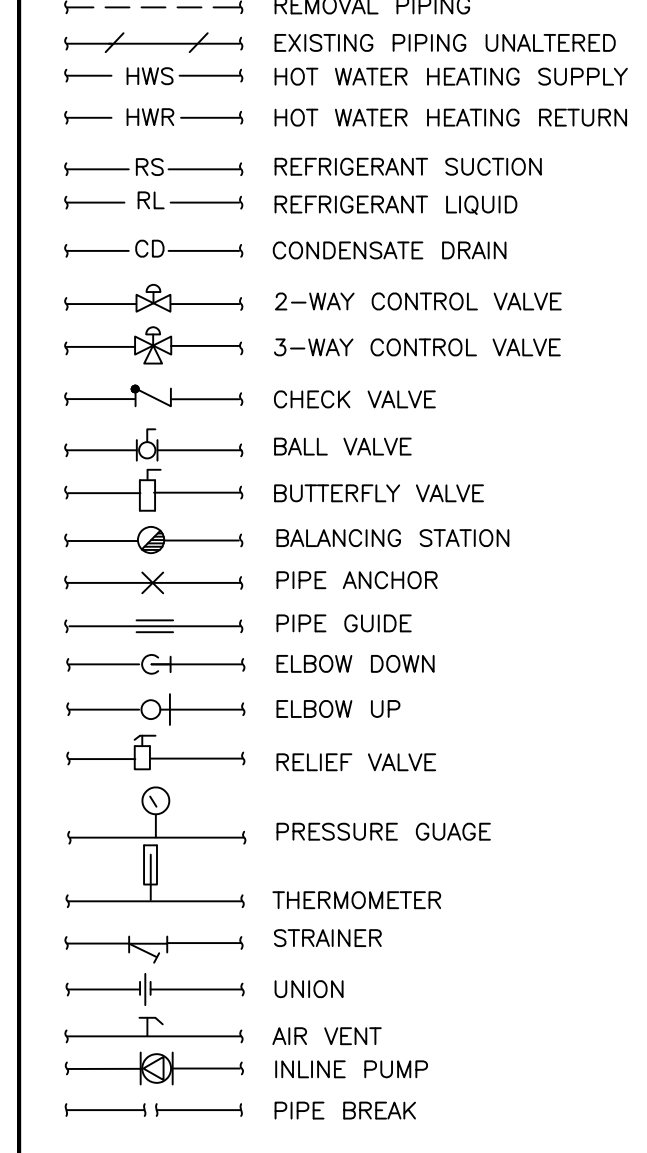 REMOVAL PIPING
EXISTING PIPING UNALTERED
HWS HOT WATER HEATING SUPPLY
HWR HOT WATER HEATING RETURN
RS REFRIGERANT SUCTION
RL REFRIGERANT LIQUID
CD CONDENSATE DRAIN
2-WAY CONTROL VALVE
3-WAY CONTROL VALVE
CHECK VALVE
BALL VALVE
BUTTERFLY VALVE
BALANCING STATION
PIPE ANCHOR
PIPE GUIDE
ELBOW DOWN
ELBOW UP
RELIEF VALVE
PRESSURE GUAGE
THERMOMETER
STRAINER
UNION
AIR VENT
INLINE PUMP
PIPE BREAK